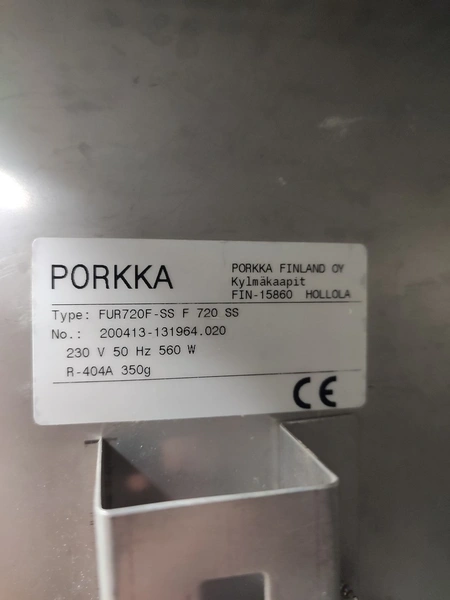 PORKKA
PORKKA FINLAND OY
Kylmäkaapit
FIN-15860 HOLLOLA
Type: FUR720F-SS F 720 SS
No.: 200413-131964.020
230 V 50 Hz 560 W
R-404A 350g
CE